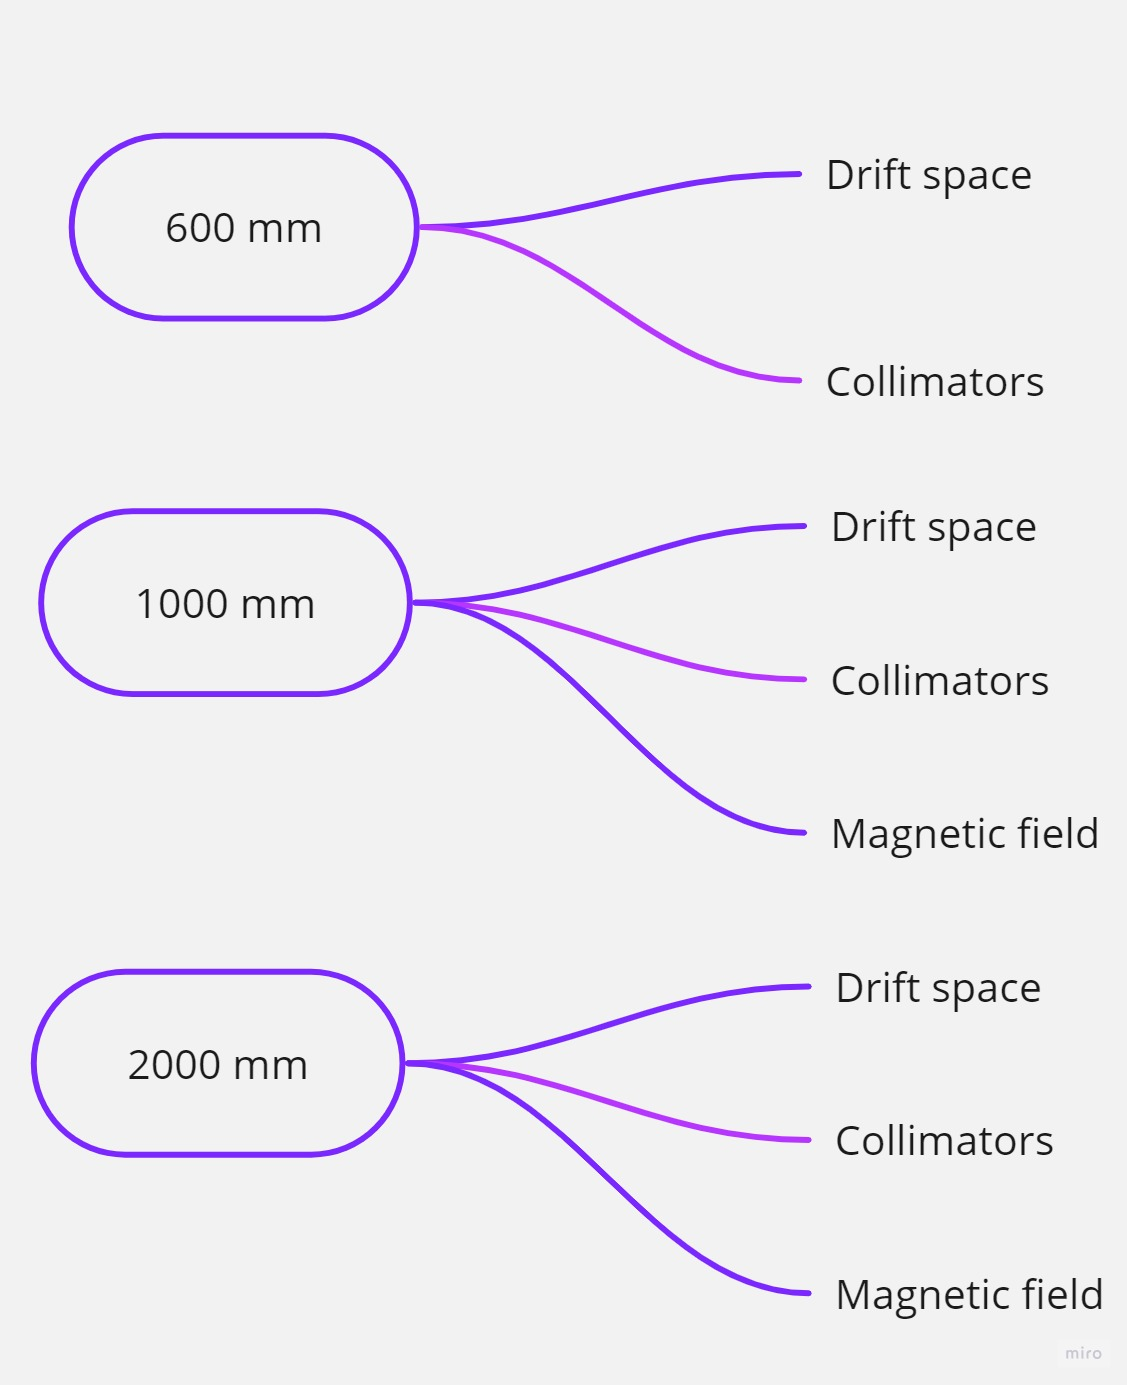 600 mm
Drift space
Collimators
1000 mm
Drift space
Collimators
Magnetic field
2000 mm
Drift space
Collimators
Magnetic field
miro